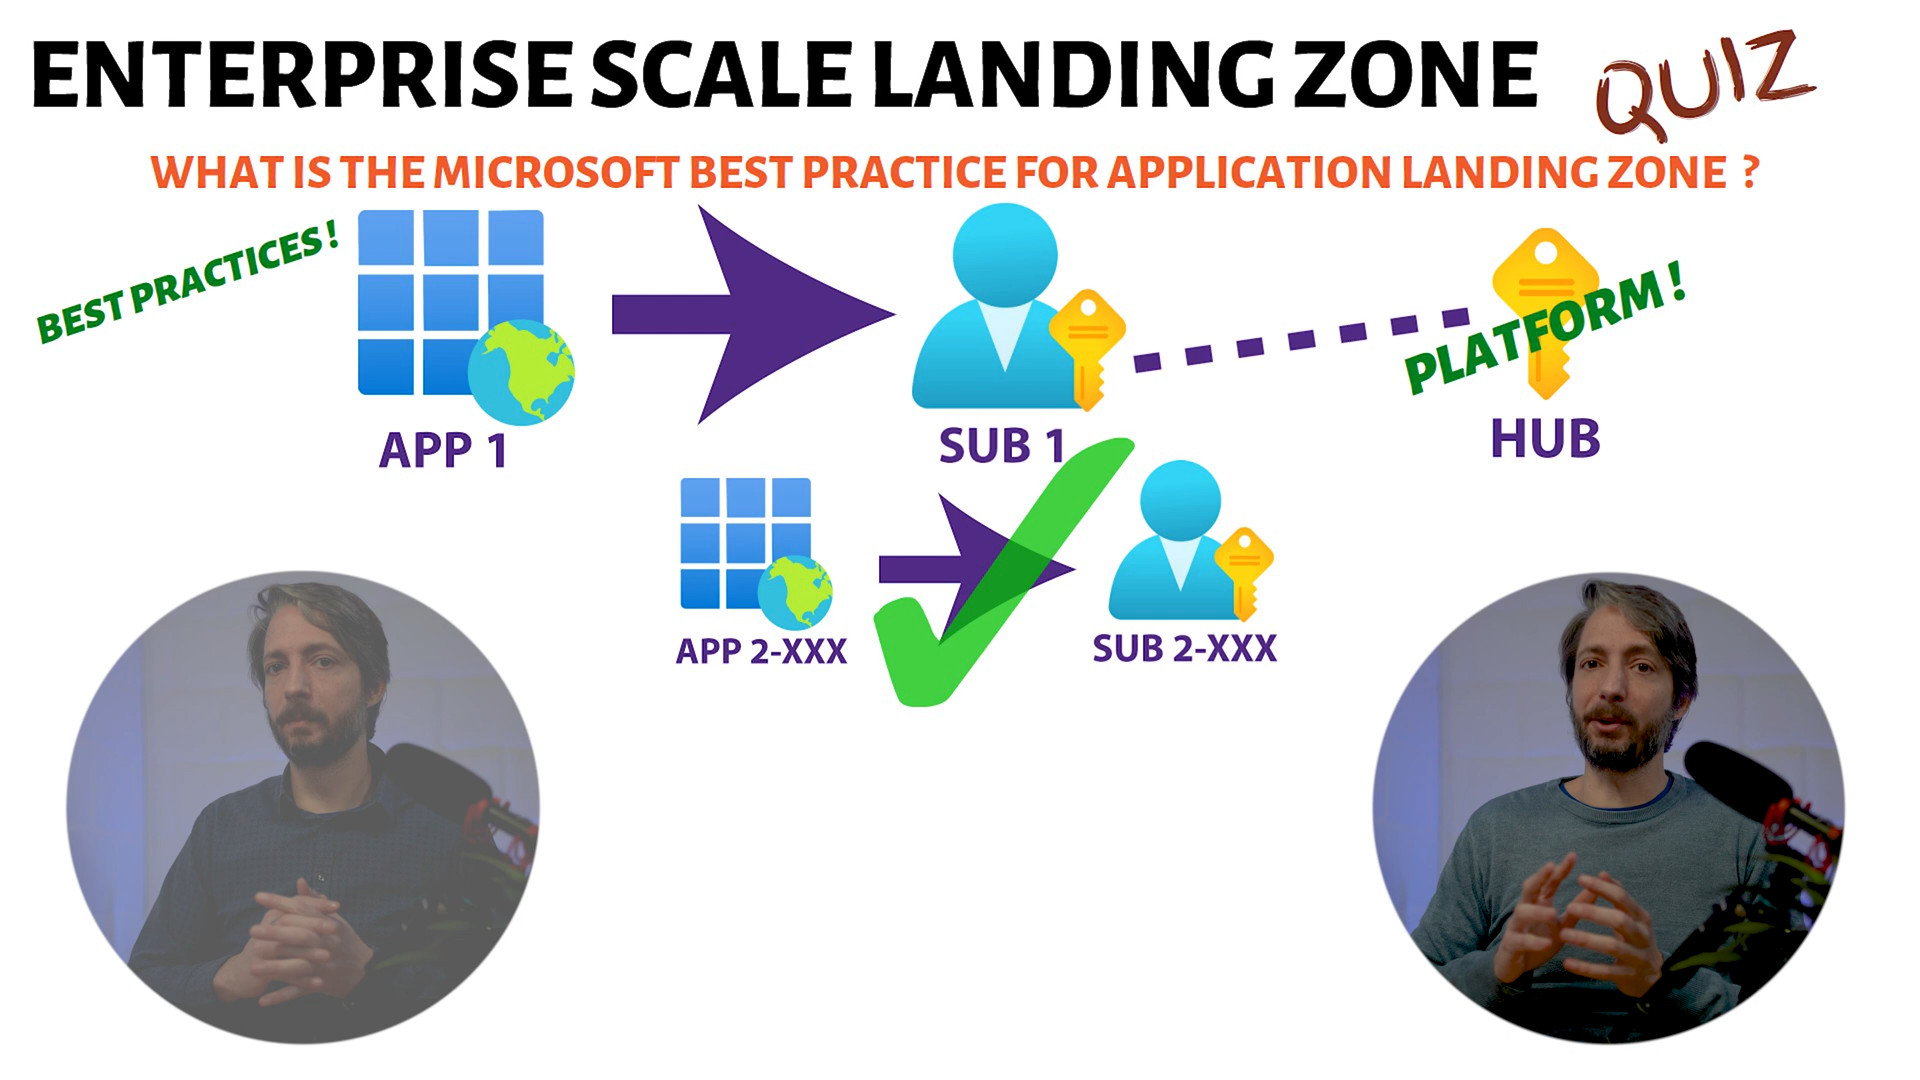 ENTERPRISE SCALE LANDING ZONE QUIZ
WHAT IS THE MICROSOFT BEST PRACTICE FOR APPLICATION LANDING ZONE ?
BEST PRACTICES !
PLATFORM !
APP 1
SUB 1
HUB
APP 2-XXX
SUB 2-XXX